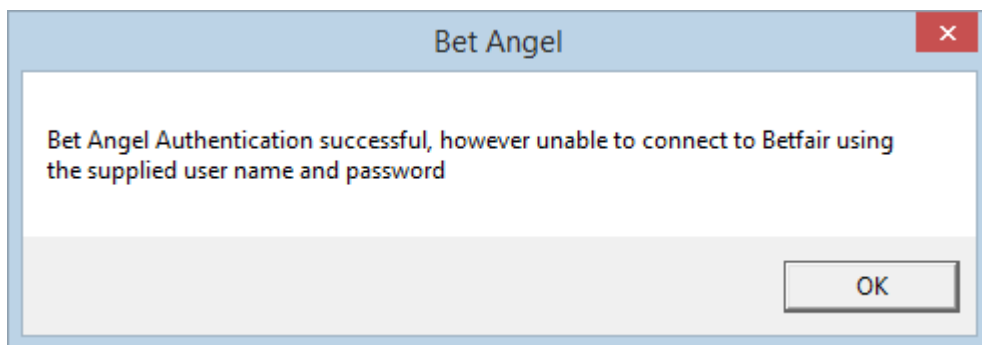 Bet Angel
Bet Angel Authentication successful, however unable to connect to Betfair using
the supplied user name and password
OK